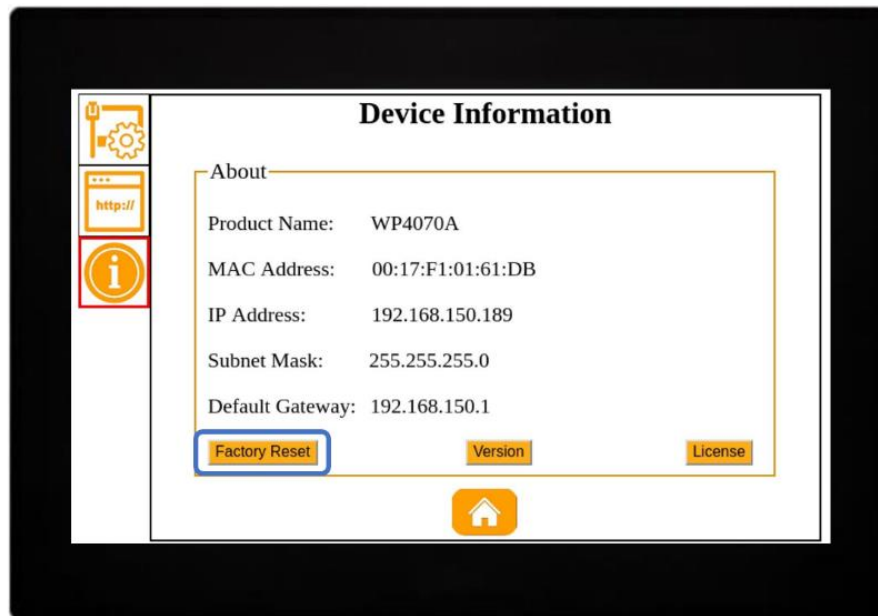 Device Information
http://
i
About
Product Name: WP4070A
MAC Address: 00:17:F1:01:61:DB
IP Address: 192.168.150.189
Subnet Mask: 255.255.255.0
Default Gateway: 192.168.150.1
Factory Reset Version License